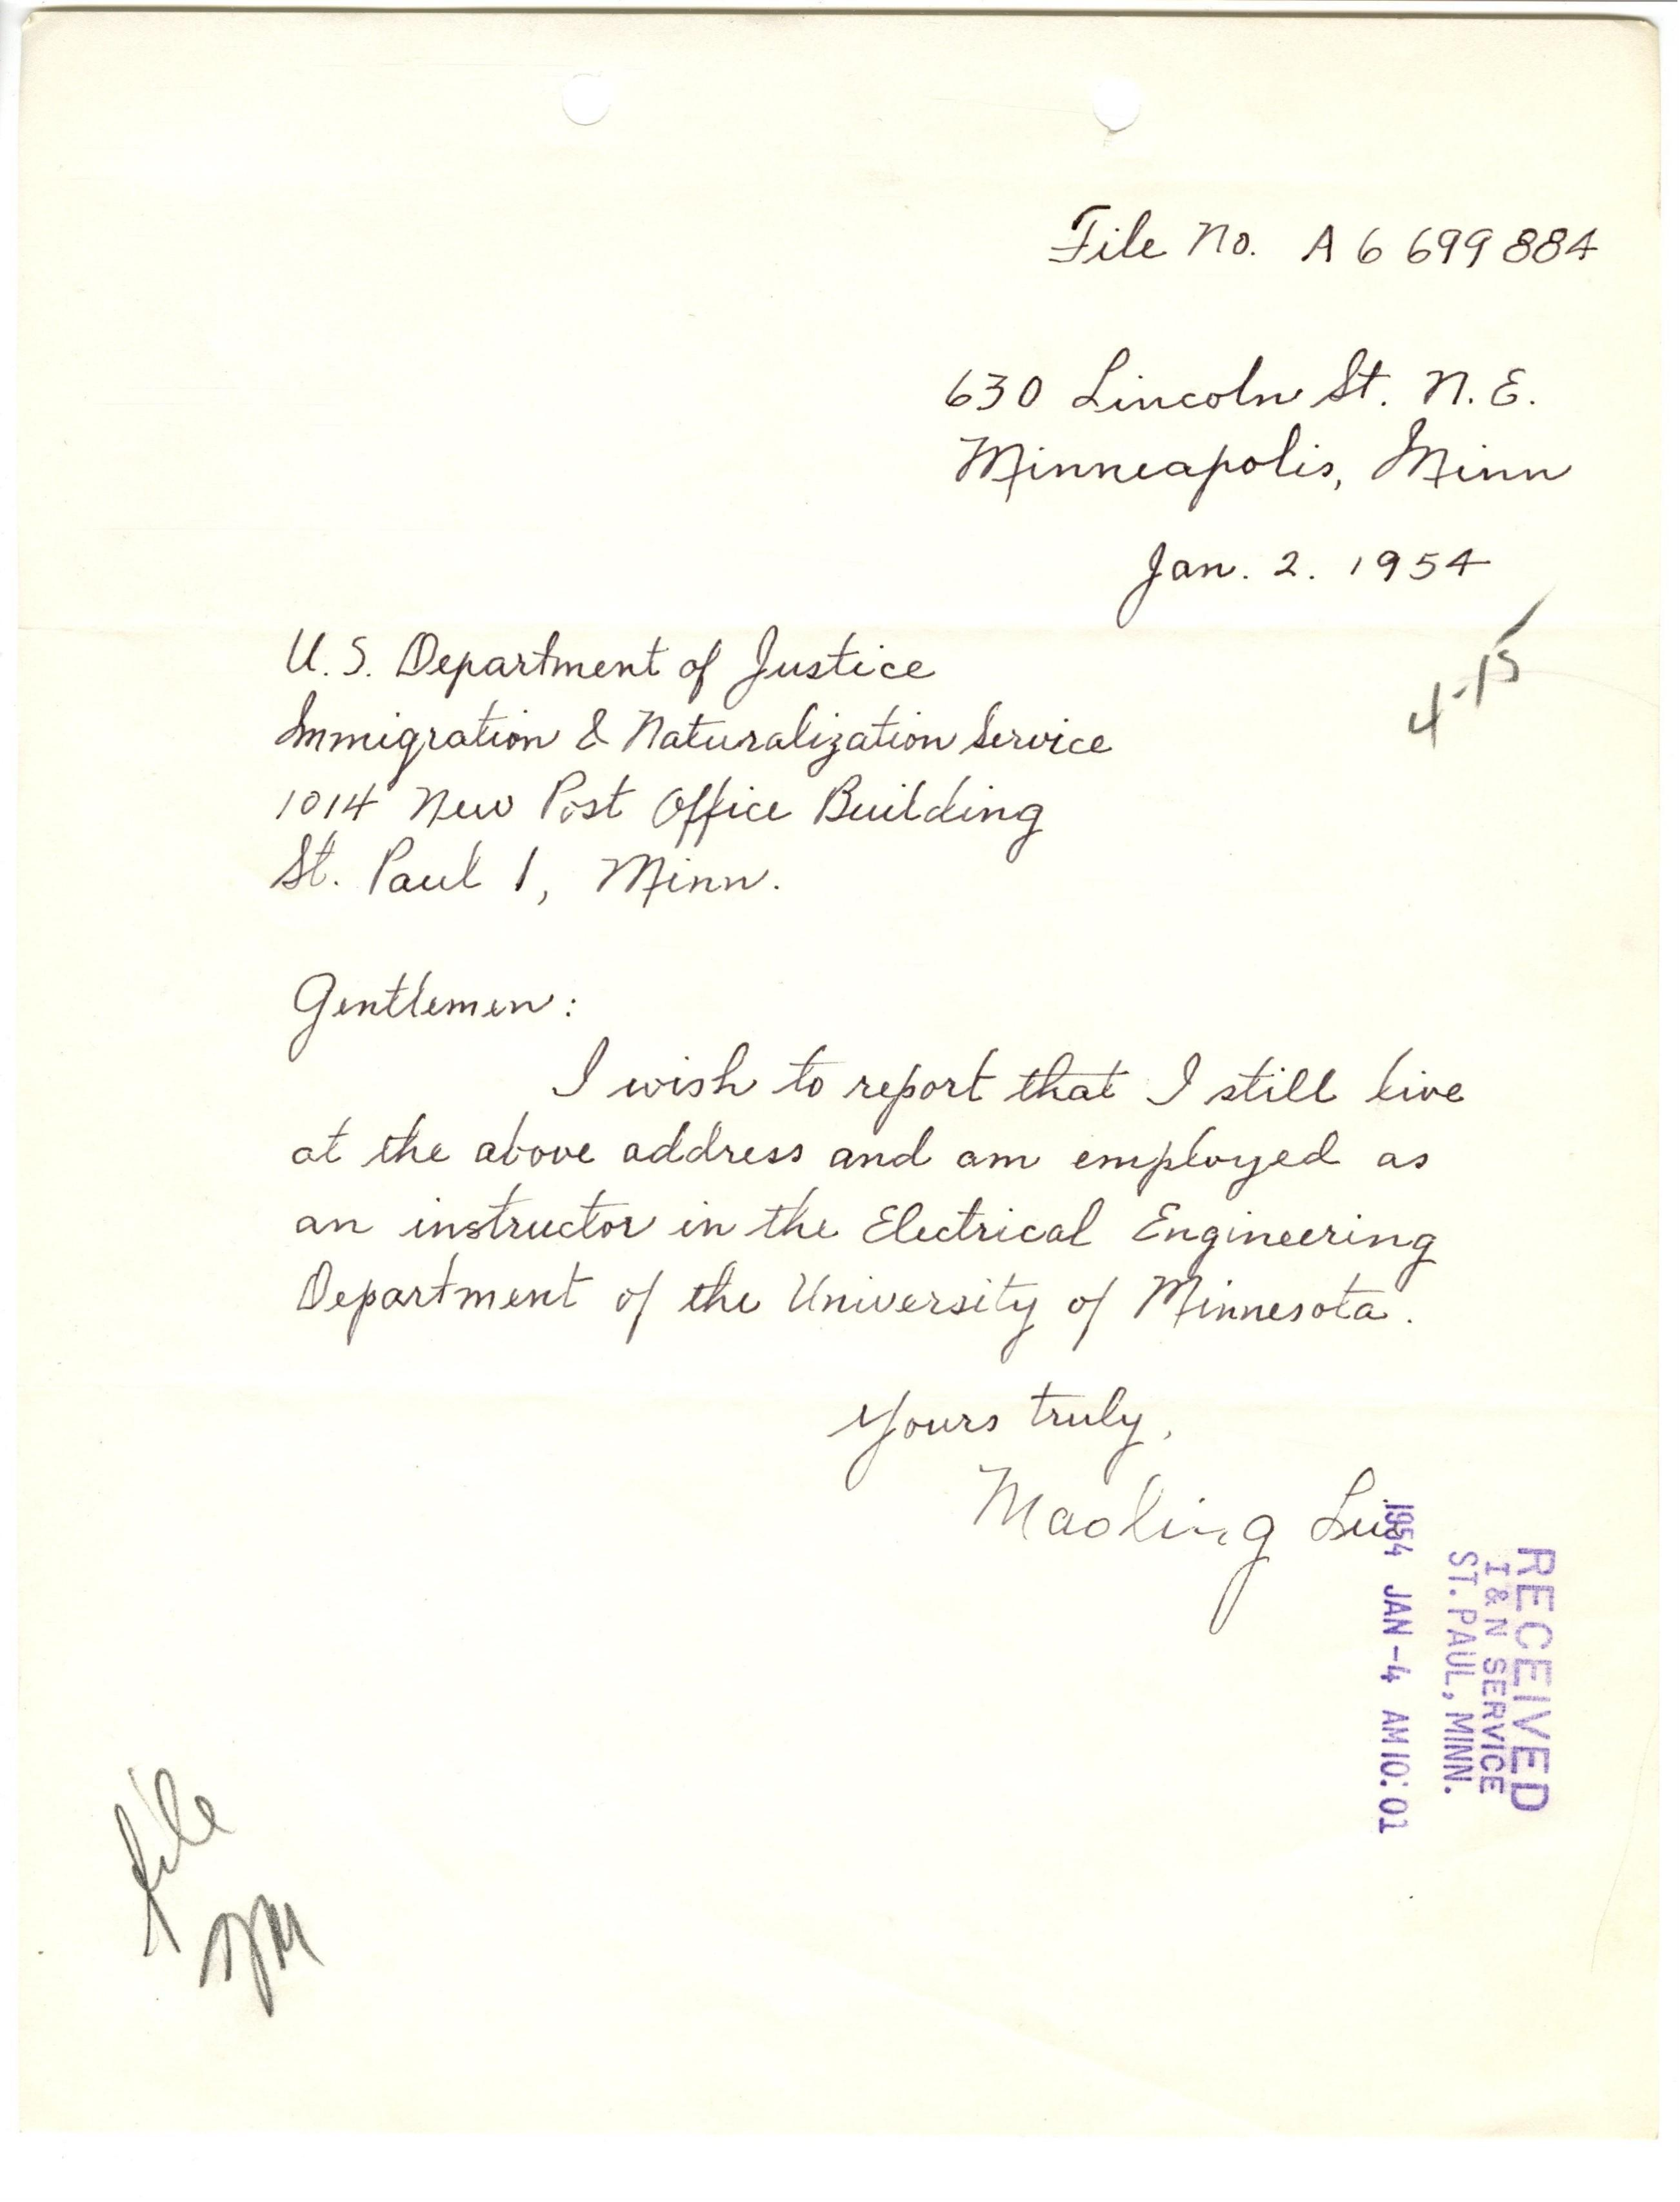 File No. A 6 699 884
630 Lincoln St. N.E.
Minneapolis, Minn
Jan. 2. 1954
4-15
U.S. Department of Justice
Immigration & Naturalization Service
1014 New Post Office Building
St. Paul 1, Minn.
Gentlemen:
I wish to report that I still live
at the above address and am employed as
an instructor in the Electrical Engineering
Department of the University of Minnesota.
Yours truly,
Maoling
RECEIVED
I & N SERVICE
ST. PAUL, MINN.
1954 JAN -4 AM 10:01
file